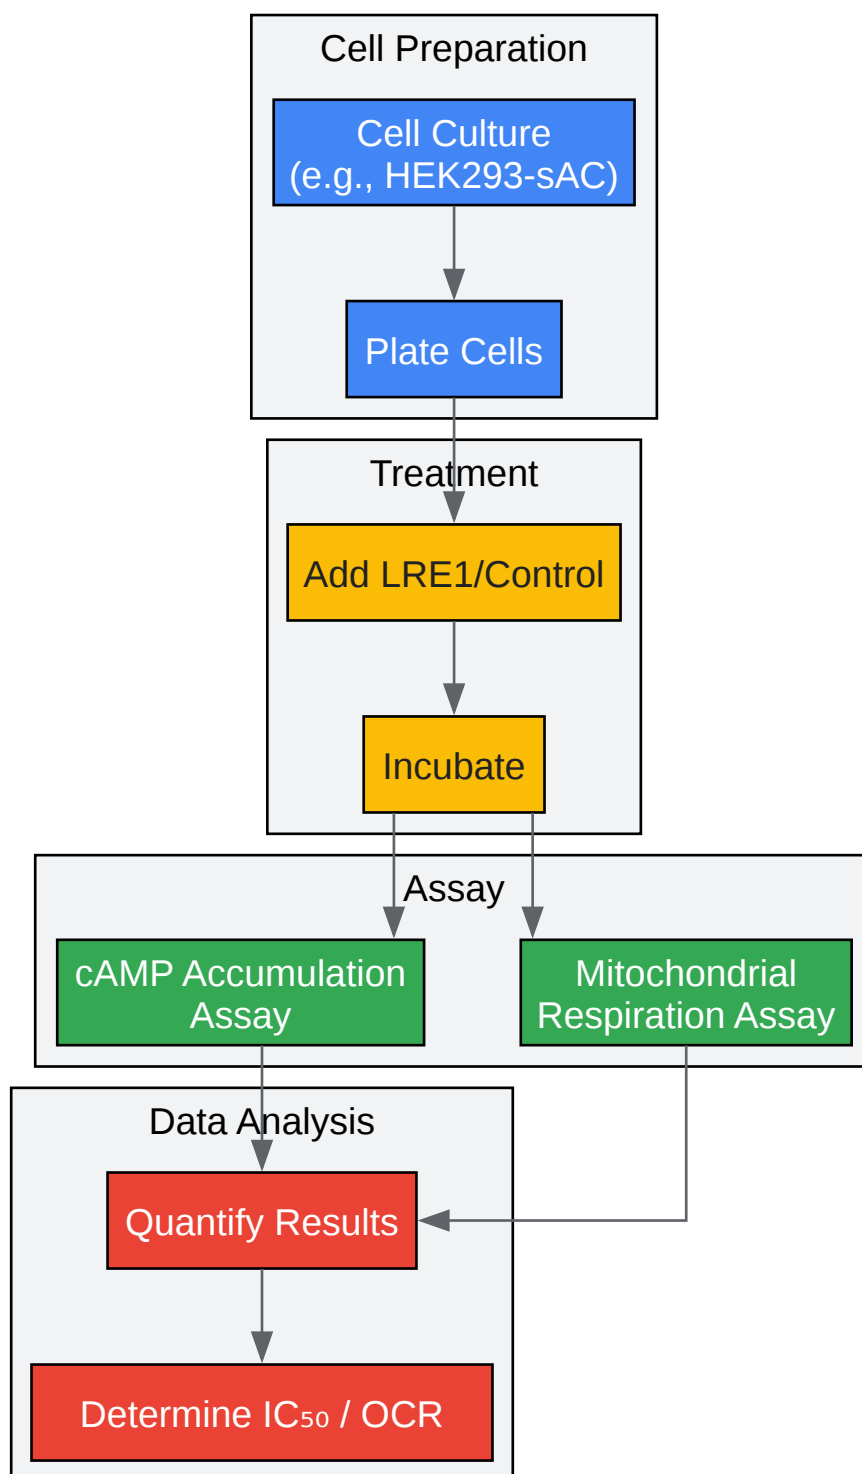 Cell Preparation
Cell Culture
(e.g., HEK293-sAC)
Plate Cells
Treatment
Add LRE1/Control
Incubate
Assay
cAMP Accumulation
Assay
Mitochondrial
Respiration Assay
Data Analysis
Quantify Results
Determine IC₅₀ / OCR